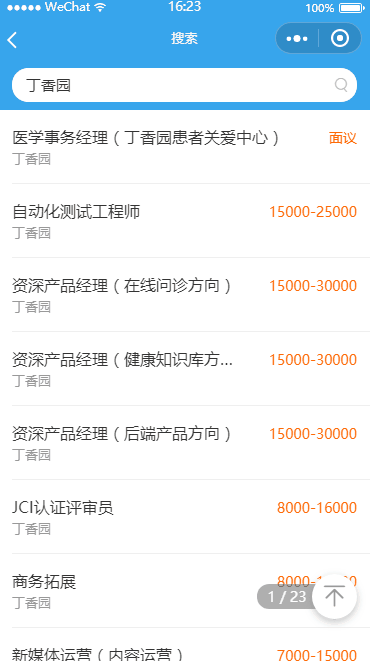 WeChat 16:23 100%
搜索
丁香园
医学事务经理（丁香园患者关爱中心） 面议
丁香园
自动化测试工程师 15000-25000
丁香园
资深产品经理（在线问诊方向） 15000-30000
丁香园
资深产品经理（健康知识库方... 15000-30000
丁香园
资深产品经理（后端产品方向） 15000-30000
丁香园
JCI认证评审员 8000-16000
丁香园
商务拓展
丁香园
1 / 23
新媒体运营（内容运营） 7000-15000